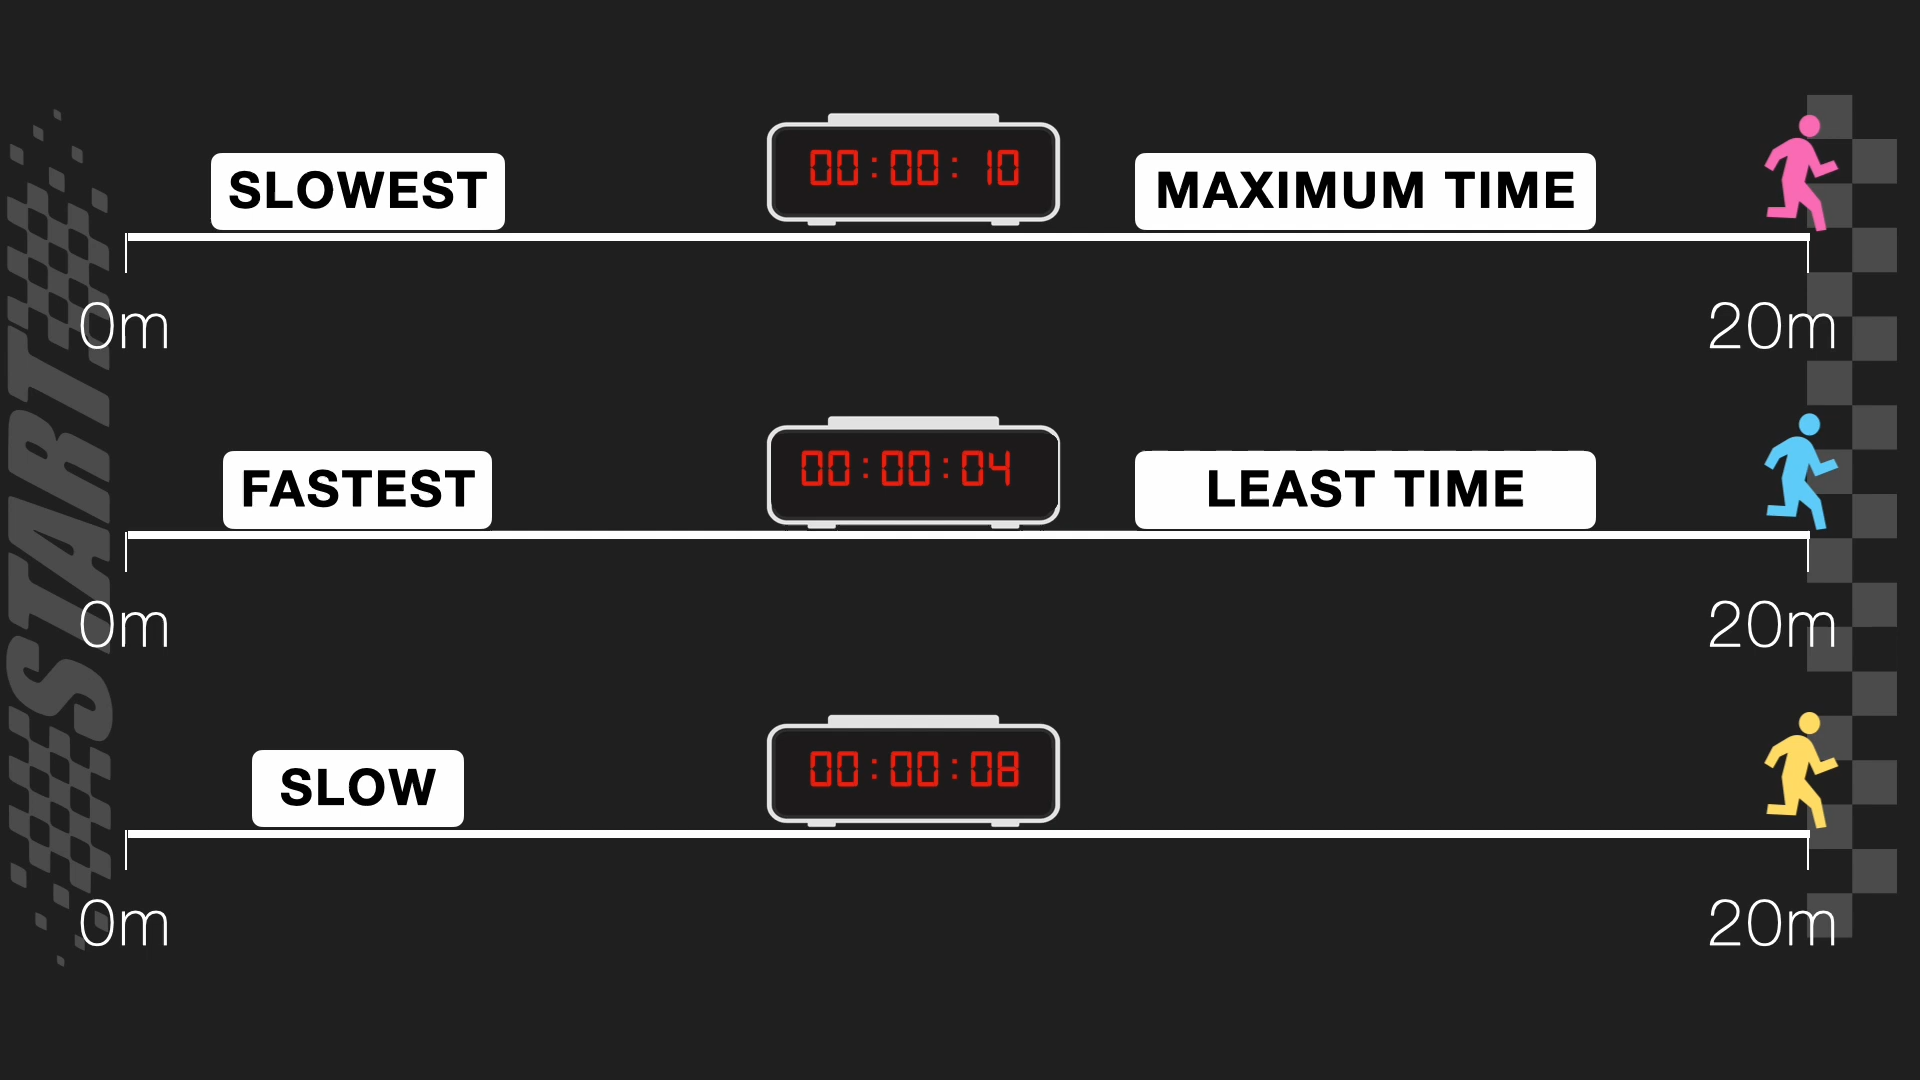 START
SLOWEST
00:00:10
MAXIMUM TIME
0m
20m
FASTEST
00:00:04
LEAST TIME
0m
20m
SLOW
00:00:08
0m
20m